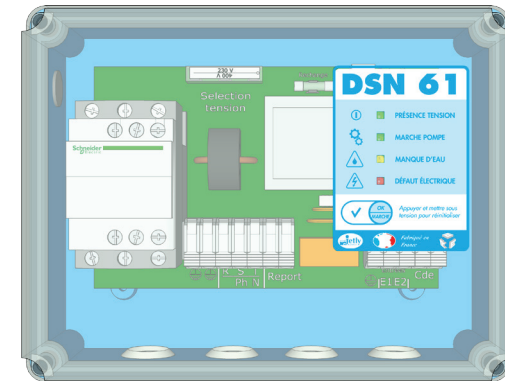 230 V
400 V
Selection
tension
DSN 61
PRÉSENCE TENSION
MARCHE POMPE
MANQUE D'EAU
DÉFAUT ÉLECTRIQUE
OK
MARCHE
Appuyer et mettre sous
tension pour réinitialiser
jetly
Fabriqué en
France
Schneider
Electric
R S T
Ph N
Report
E1 E2
Cde